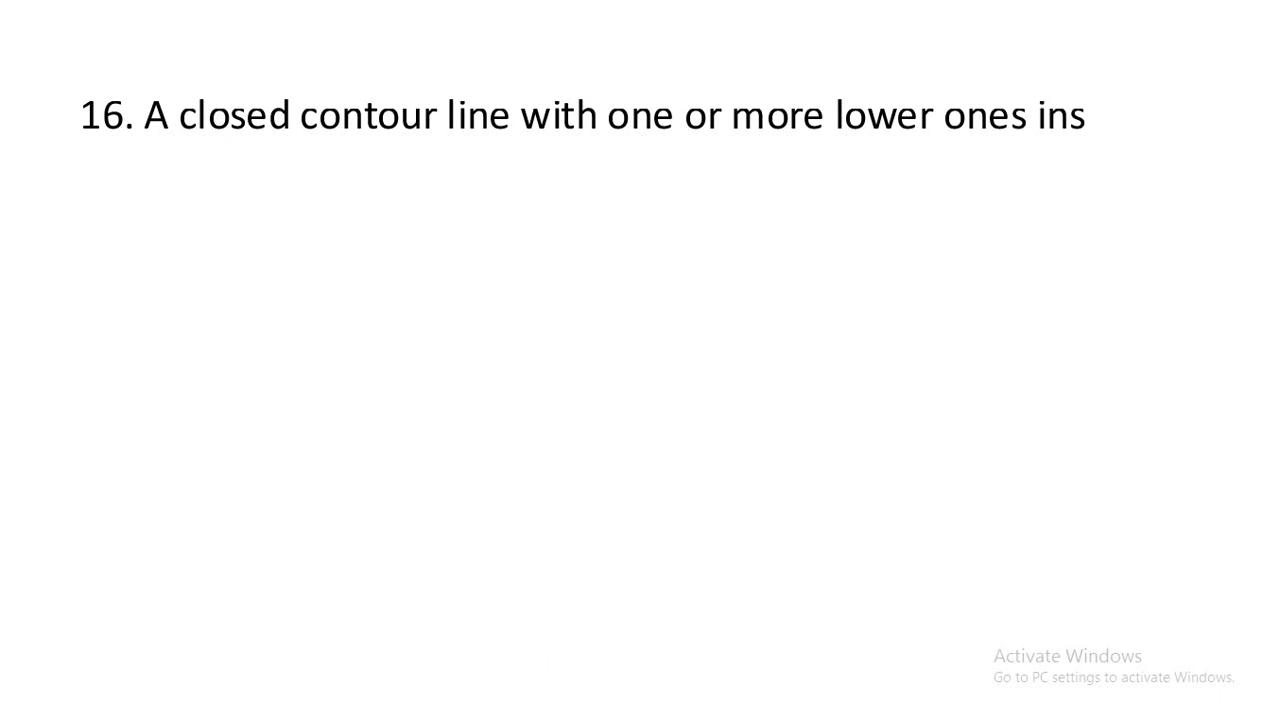 16. A closed contour line with one or more lower ones ins
Activate Windows
Go to PC settings to activate Windows.